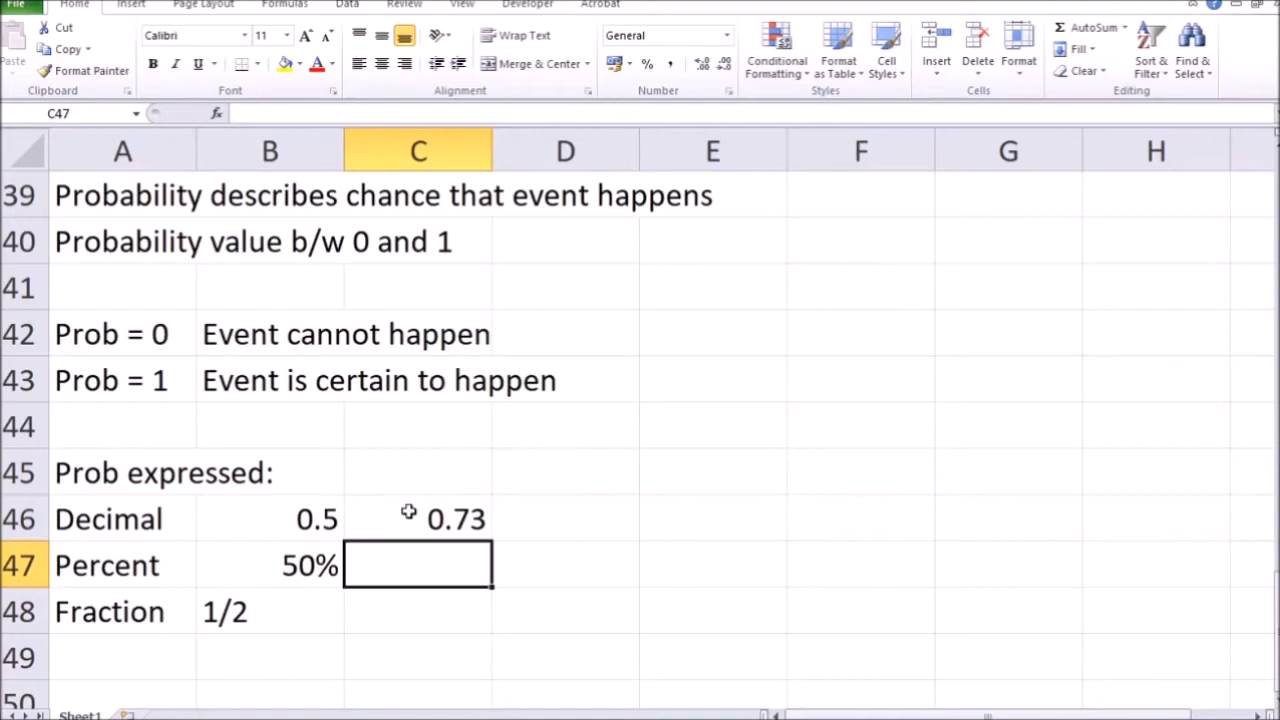 File Home Insert Page Layout Formulas Data Review View Developer Acrobat
Cut Calibri 11 Wrap Text General AutoSum
Paste Copy Fill
Format Painter B I U Merge & Center % , Conditional Formatting Format as Table Cell Styles Insert Delete Format Clear Sort & Filter Find & Select
Clipboard Font Alignment Number Styles Cells Editing
C47 fx
A B C D E F G H
39 Probability describes chance that event happens
40 Probability value b/w 0 and 1
41
42 Prob = 0 Event cannot happen
43 Prob = 1 Event is certain to happen
44
45 Prob expressed:
46 Decimal 0.5 0.73
47 Percent 50%
48 Fraction 1/2
49
50
Sheet1